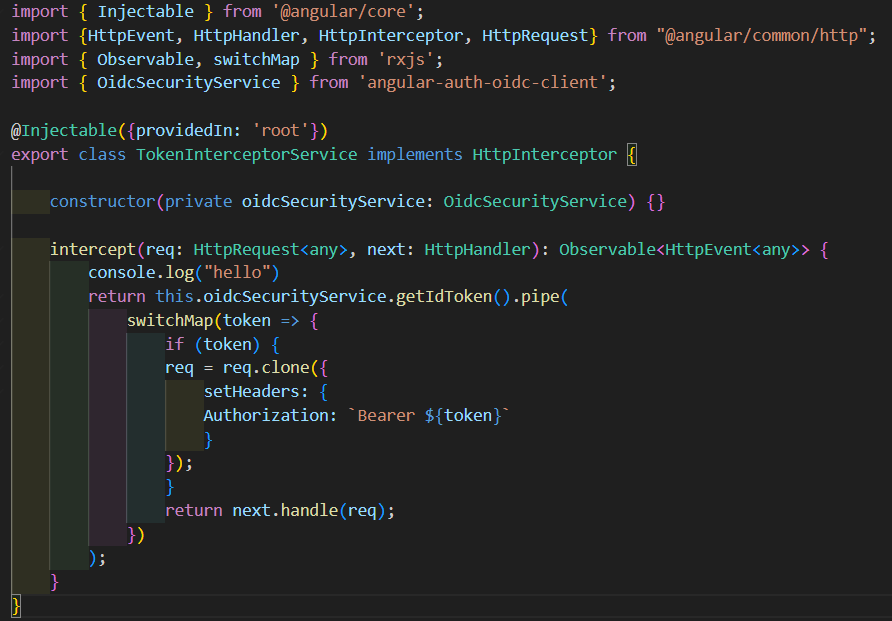 import { Injectable } from '@angular/core';
import {HttpEvent, HttpHandler, HttpInterceptor, HttpRequest} from "@angular/common/http";
import { Observable, switchMap } from 'rxjs';
import { OidcSecurityService } from 'angular-auth-oidc-client';

@Injectable({providedIn: 'root'})
export class TokenInterceptorService implements HttpInterceptor {

    constructor(private oidcSecurityService: OidcSecurityService) {}

    intercept(req: HttpRequest<any>, next: HttpHandler): Observable<HttpEvent<any>> {
        console.log("hello")
        return this.oidcSecurityService.getIdToken().pipe(
            switchMap(token => {
                if (token) {
                req = req.clone({
                    setHeaders: {
                    Authorization: `Bearer ${token}`
                    }
                });
                }
                return next.handle(req);
            })
        );
    }
}